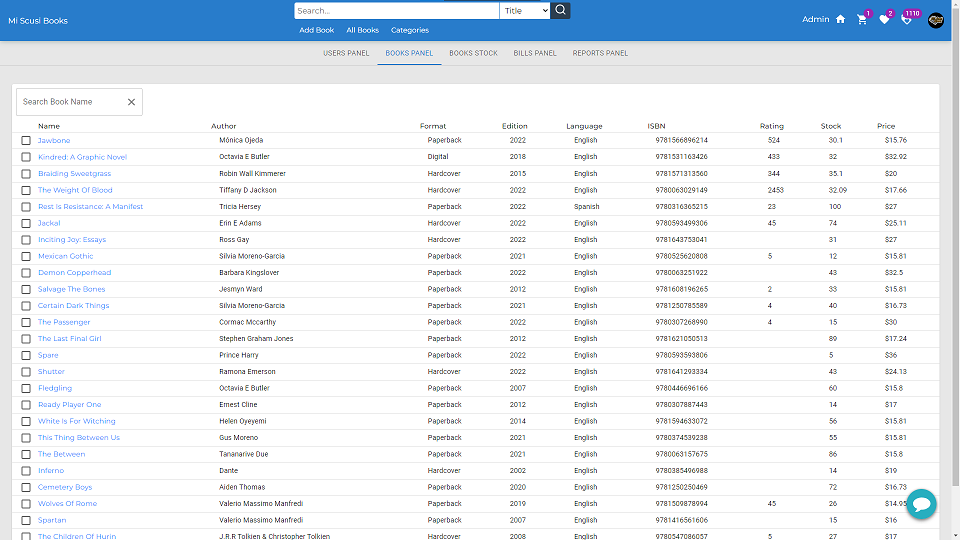 Mi Scusi Books
Search...
Title
Add Book All Books Categories
Admin 1 2 1110
USERS PANEL BOOKS PANEL BOOKS STOCK BILLS PANEL REPORTS PANEL
Search Book Name
Name Author Format Edition Language ISBN Rating Stock Price
Jawbone Mónica Ojeda Paperback 2022 English 9781566896214 524 30.1 $15.76
Kindred: A Graphic Novel Octavia E Butler Digital 2018 English 9781531163426 433 32 $32.92
Braiding Sweetgrass Robin Wall Kimmerer Hardcover 2015 English 9781571313560 344 35.1 $20
The Weight Of Blood Tiffany D Jackson Hardcover 2022 English 9780063029149 2453 32.09 $17.66
Rest Is Resistance: A Manifest Tricia Hersey Paperback 2022 Spanish 9780316365215 23 100 $27
Jackal Erin E Adams Hardcover 2022 English 9780593499306 45 74 $25.11
Inciting Joy: Essays Ross Gay Hardcover 2022 English 9781643753041 31 $27
Mexican Gothic Silvia Moreno-Garcia Paperback 2021 English 9780525620808 5 12 $15.81
Demon Copperhead Barbara Kingslover Paperback 2022 English 9780063251922 43 $32.5
Salvage The Bones Jesmyn Ward Paperback 2012 English 9781608196265 2 33 $15.81
Certain Dark Things Silvia Moreno-Garcia Paperback 2021 English 9781250785589 4 40 $16.73
The Passenger Cormac Mccarthy Paperback 2022 English 9780307268990 4 15 $30
The Last Final Girl Stephen Graham Jones Paperback 2012 English 9781621050513 89 $17.24
Spare Prince Harry Paperback 2022 English 9780593593806 5 $36
Shutter Ramona Emerson Hardcover 2022 English 9781641293334 43 $24.13
Fledgling Octavia E Butler Paperback 2007 English 9780446696166 60 $15.8
Ready Player One Ernest Cline Paperback 2012 English 9780307887443 14 $17
White Is For Witching Helen Oyeyemi Paperback 2014 English 9781594633072 56 $15.81
This Thing Between Us Gus Moreno Paperback 2021 English 9780374539238 55 $15.81
The Between Tananarive Due Paperback 2021 English 9780063157675 86 $15.8
Inferno Dante Hardcover 2002 English 9780385496988 14 $19
Cemetery Boys Aiden Thomas Paperback 2020 English 9781250250469 72 $16.73
Wolves Of Rome Valerio Massimo Manfredi Paperback 2019 English 9781509878994 45 26 $14.95
Spartan Valerio Massimo Manfredi Paperback 2007 English 9781416561606 15 $16
The Children Of Hurin J.R.R Tolkien & Christopher Tolkien Hardcover 2008 English 9780547086057 5 27 $17